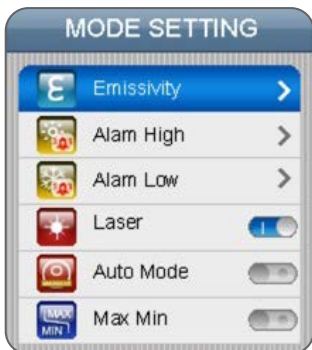 MODE SETTING
ε Emissivity
Alam High
Alam Low
Laser
Auto Mode
MAX MIN Max Min